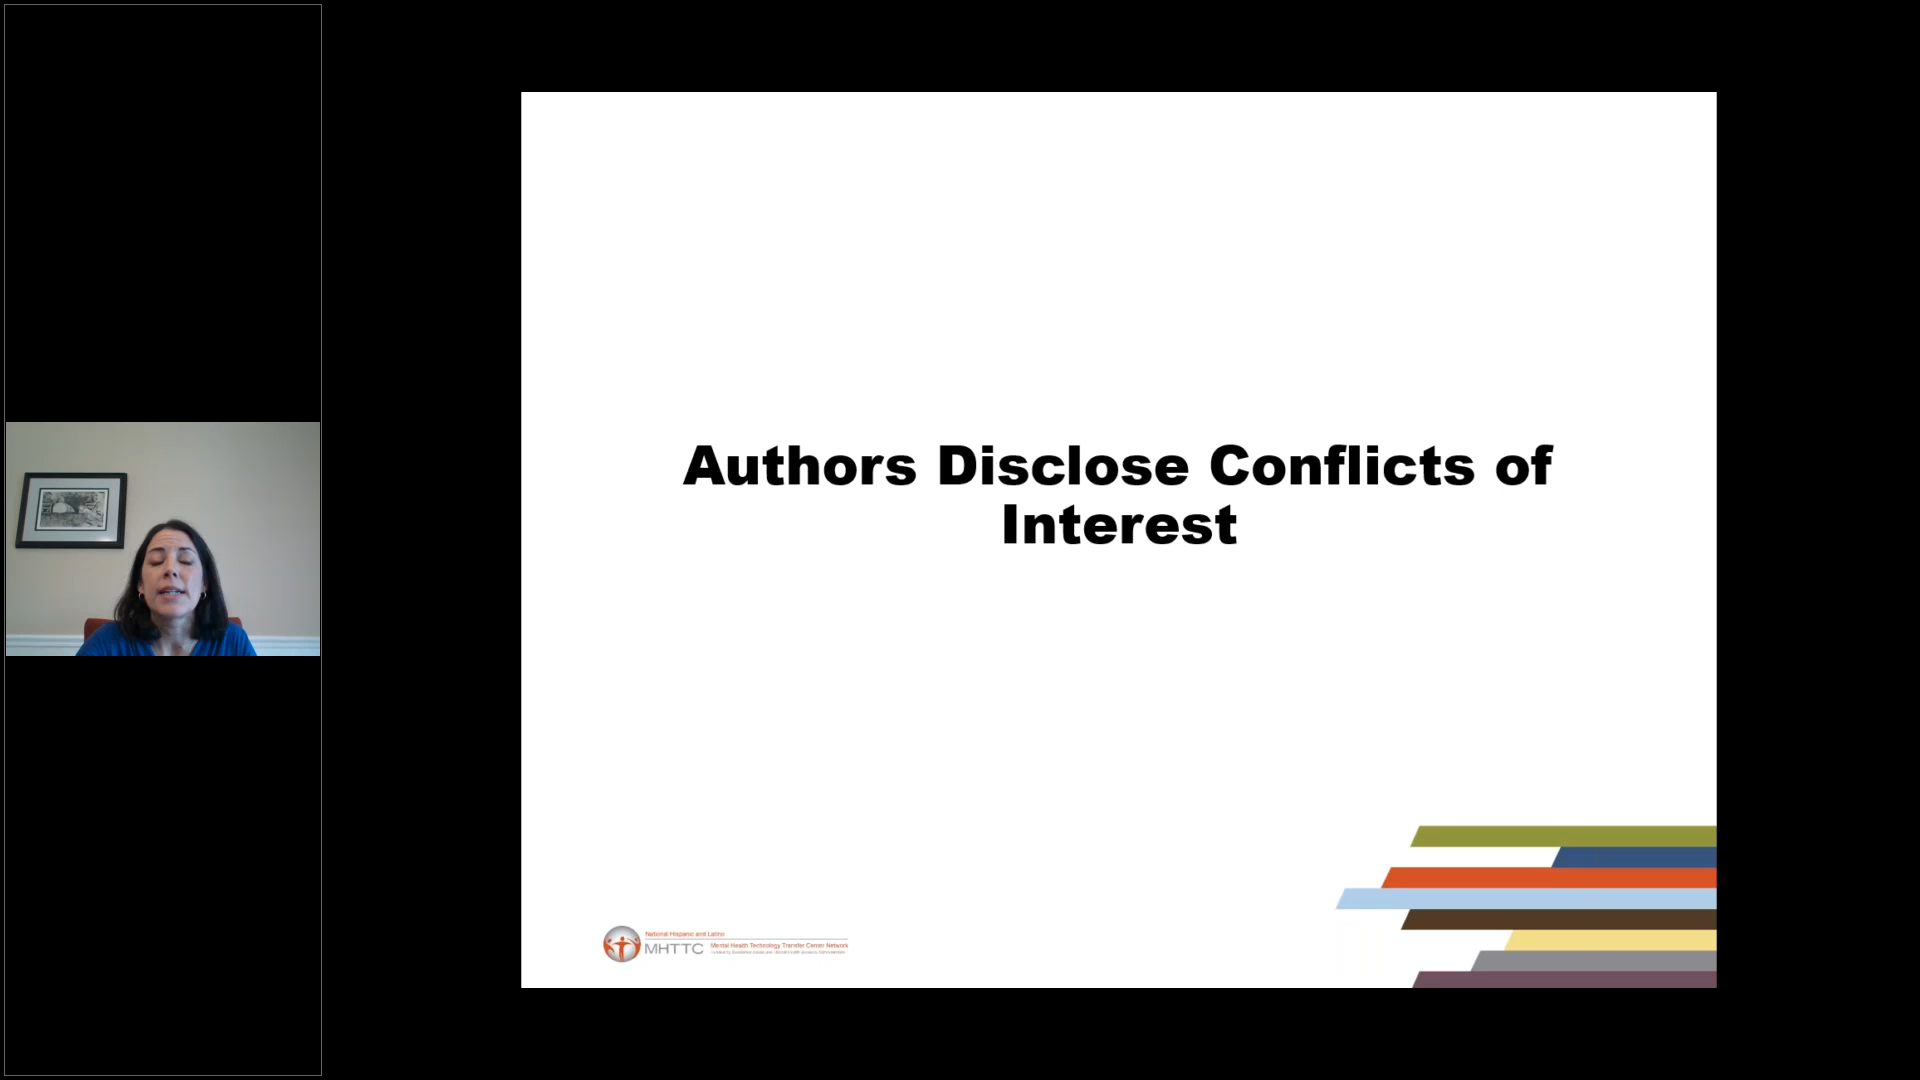 Authors Disclose Conflicts of
Interest
National Hispanic and Latino
MHTTC
Mental Health Technology Transfer Center Network